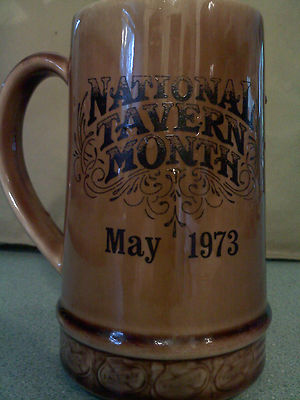 NATIONAL
TAVERN
MONTH
May 1973